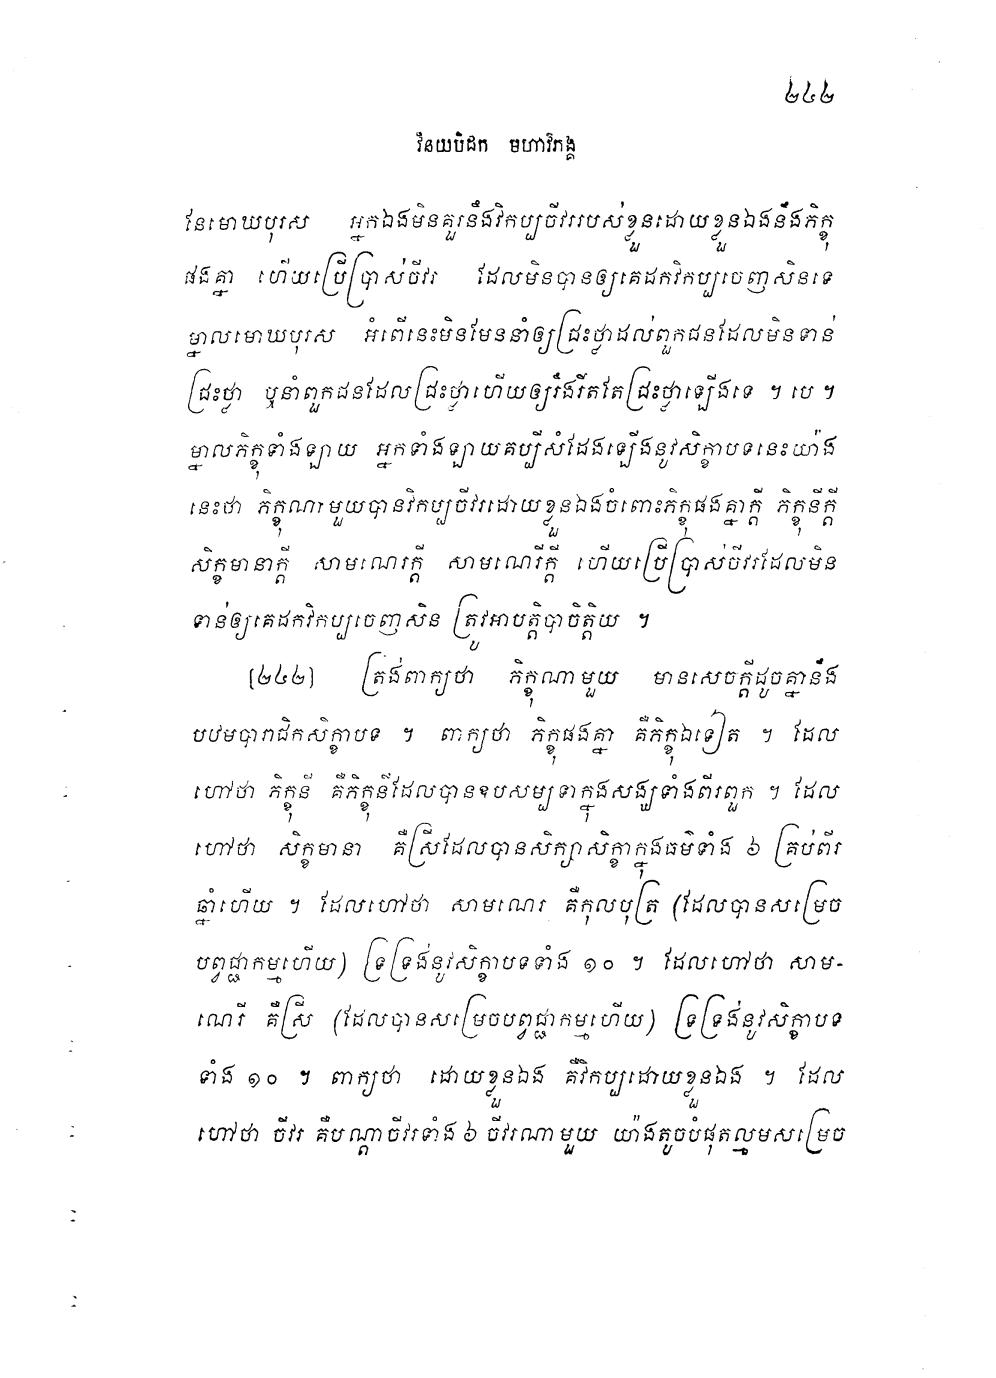 ២៤២
វិនយបិដក មហាវិភង្គ
នែមោឃបុរស អ្នកឯងមិនគួរនឹងវិកប្បចីវររបស់ខ្លួនដោយខ្លួនឯងនឹងភិក្ខុ
ផងគ្នា ហើយប្រើប្រាស់ចីវរ ដែលមិនបានឲ្យគេដកវិកប្បចេញសិនទេ
ម្នាលមោឃបុរស អំពើនេះមិនមែននាំឲ្យជ្រះថ្លាដល់ពួកជនដែលមិនទាន់
ជ្រះថ្លា ឬនាំពួកជនដែលជ្រះថ្លាហើយឲ្យរឹងរឹតតែជ្រះថ្លាឡើងទេ ។ បេ ។
ម្នាលភិក្ខុទាំងឡាយ អ្នកទាំងឡាយគប្បីសំដែងឡើងនូវសិក្ខាបទនេះយ៉ាង
នេះថា ភិក្ខុណាមួយបានវិកប្បចីវរដោយខ្លួនឯងចំពោះភិក្ខុផងគ្នាក្តី ភិក្ខុនីក្តី
សិក្ខមានាក្តី សាមណេរក្តី សាមណេរីក្តី ហើយប្រើប្រាស់ចីវរដែលមិន
ទាន់ឲ្យគេដកវិកប្បចេញសិន ត្រូវអាបត្តិបាចិត្តិយ ។
[២៤២] ត្រង់ពាក្យថា ភិក្ខុណាមួយ មានសេចក្តីដូចគ្នានឹង
បឋមបារាជិកសិក្ខាបទ ។ ពាក្យថា ភិក្ខុផងគ្នា គឺភិក្ខុឯទៀត ។ ដែល
ហៅថា ភិក្ខុនី គឺភិក្ខុនីដែលបានឧបសម្បទាក្នុងសង្ឃទាំងពីរពួក ។ ដែល
ហៅថា សិក្ខមានា គឺស្រីដែលបានសិក្សាសិក្ខាក្នុងធម៌ទាំង ៦ គ្រប់ពីរ
ឆ្នាំហើយ ។ ដែលហៅថា សាមណេរ គឺកុលបុត្រ (ដែលបានសម្រេច
បព្វជ្ជាកម្មហើយ) ទ្រទ្រង់នូវសិក្ខាបទទាំង ១០ ។ ដែលហៅថា សាម-
ណេរី គឺស្រី (ដែលបានសម្រេចបព្វជ្ជាកម្មហើយ) ទ្រទ្រង់នូវសិក្ខាបទ
ទាំង ១០ ។ ពាក្យថា ដោយខ្លួនឯង គឺវិកប្បដោយខ្លួនឯង ។ ដែល
ហៅថា ចីវរ គឺបណ្តាចីវរទាំង ៦ ចីវរណាមួយ យ៉ាងតូចបំផុតល្មមសម្រេច